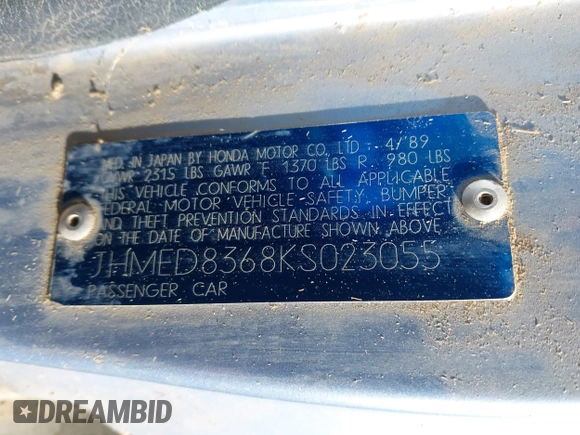 MFD. IN JAPAN BY HONDA MOTOR CO., LTD. : 4/'89
GVWR 2515 LBS GAWR F 1370 LBS R 980 LBS
THIS VEHICLE CONFORMS TO ALL APPLICABLE
FEDERAL MOTOR VEHICLE SAFETY, BUMPER,
AND THEFT PREVENTION STANDARDS IN EFFECT
ON THE DATE OF MANUFACTURE SHOWN ABOVE
JHMED8368KS023055
PASSENGER CAR
DREAMBID